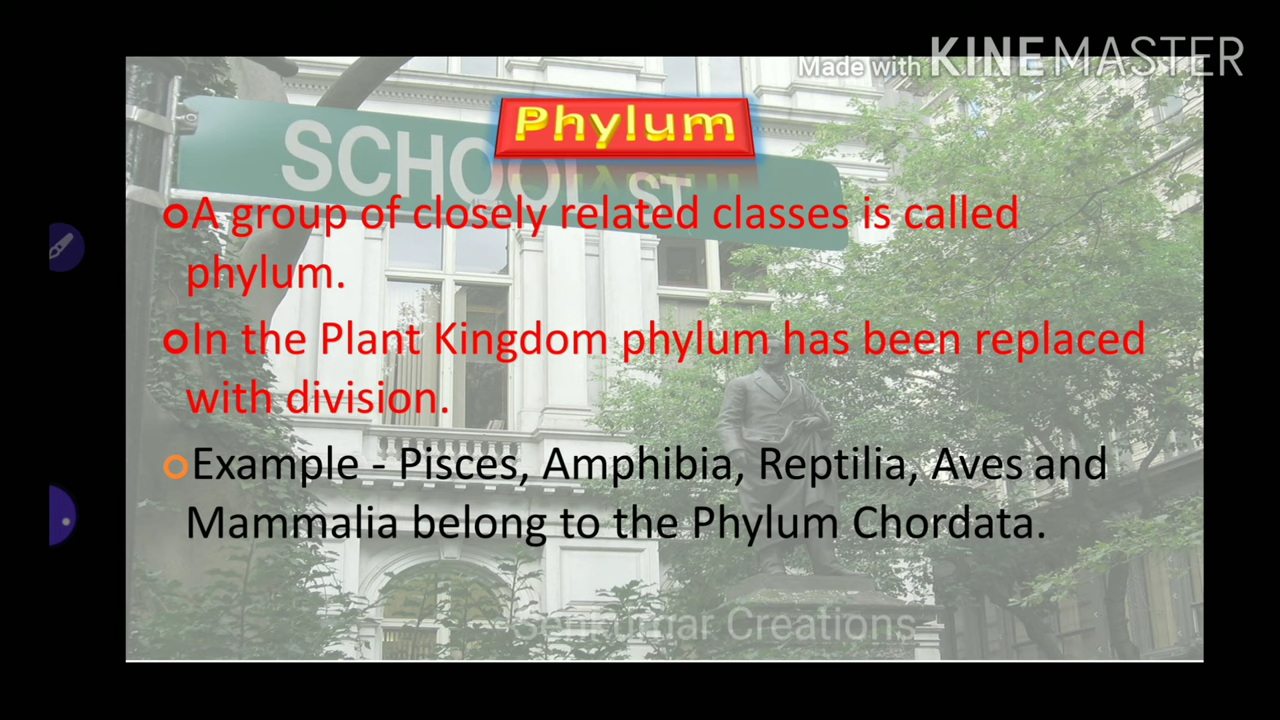 Made with KINEMASTER
Phylum
SCHOOL ST
A group of closely related classes is called
phylum.
In the Plant Kingdom phylum has been replaced
with division.
Example - Pisces, Amphibia, Reptilia, Aves and
Mammalia belong to the Phylum Chordata.
Creations